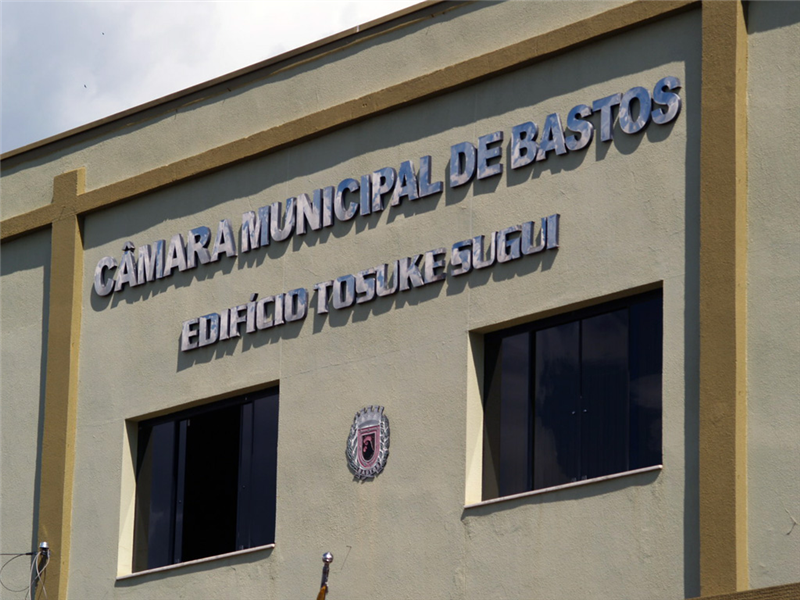 CÂMARA MUNICIPAL DE BASTOS
EDIFÍCIO TOSUKE SUGUI